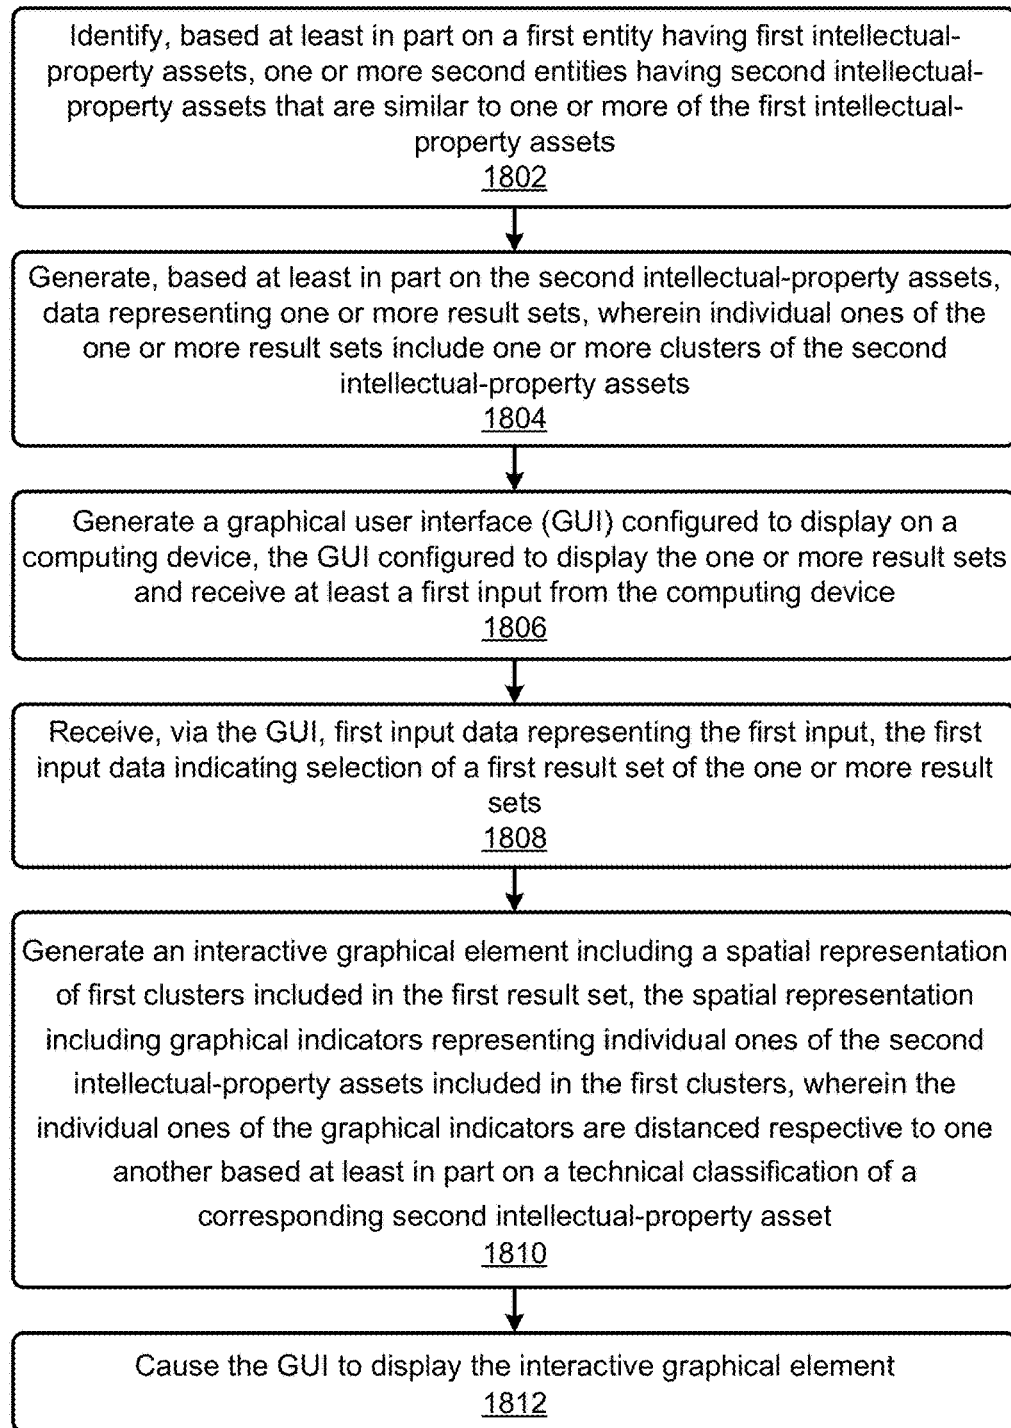 Identify, based at least in part on a first entity having first intellectual-
property assets, one or more second entities having second intellectual-
property assets that are similar to one or more of the first intellectual-
property assets
1802
Generate, based at least in part on the second intellectual-property assets,
data representing one or more result sets, wherein individual ones of the
one or more result sets include one or more clusters of the second
intellectual-property assets
1804
Generate a graphical user interface (GUI) configured to display on a
computing device, the GUI configured to display the one or more result sets
and receive at least a first input from the computing device
1806
Receive, via the GUI, first input data representing the first input, the first
input data indicating selection of a first result set of the one or more result
sets
1808
Generate an interactive graphical element including a spatial representation
of first clusters included in the first result set, the spatial representation
including graphical indicators representing individual ones of the second
intellectual-property assets included in the first clusters, wherein the
individual ones of the graphical indicators are distanced respective to one
another based at least in part on a technical classification of a
corresponding second intellectual-property asset
1810
Cause the GUI to display the interactive graphical element
1812